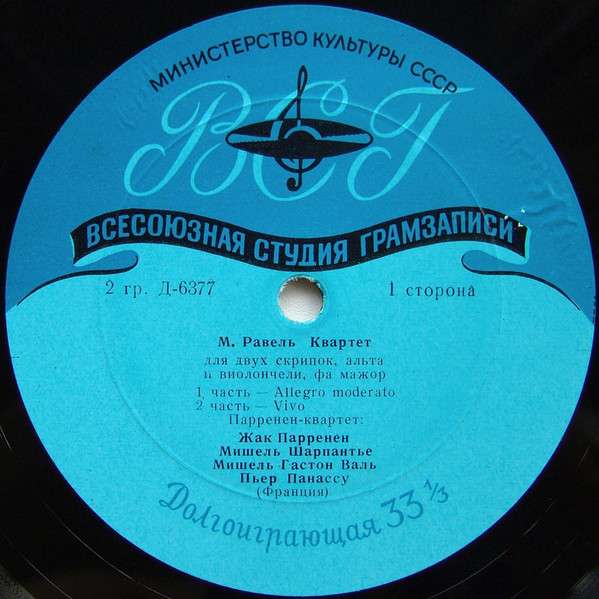 МИНИСТЕРСТВО КУЛЬТУРЫ СССР
ВСГ
ВСЕСОЮЗНАЯ СТУДИЯ ГРАМЗАПИСИ
2 гр. Д-6377
1 сторона
М. Равель Квартет
для двух скрипок, альта
и виолончели, фа мажор
1 часть — Allegro moderato
2 часть — Vivo
Парренен-квартет:
Жак Парренен
Мишель Шарпантье
Мишель Гастон Валь
Пьер Панассу
(Франция)
Долгоиграющая 33 1/3